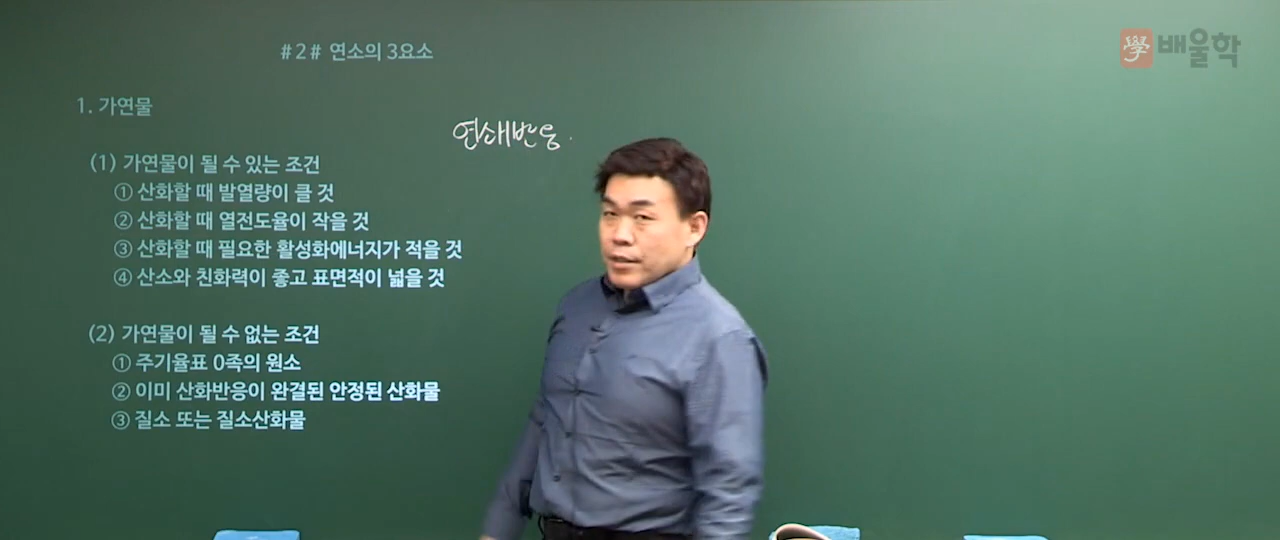 #2# 연소의 3요소
學 배울학
1. 가연물
연쇄반응.
(1) 가연물이 될 수 있는 조건
① 산화할 때 발열량이 클 것
② 산화할 때 열전도율이 작을 것
③ 산화할 때 필요한 활성화에너지가 적을 것
④ 산소와 친화력이 좋고 표면적이 넓을 것
(2) 가연물이 될 수 없는 조건
① 주기율표 0족의 원소
② 이미 산화반응이 완결된 안정된 산화물
③ 질소 또는 질소산화물